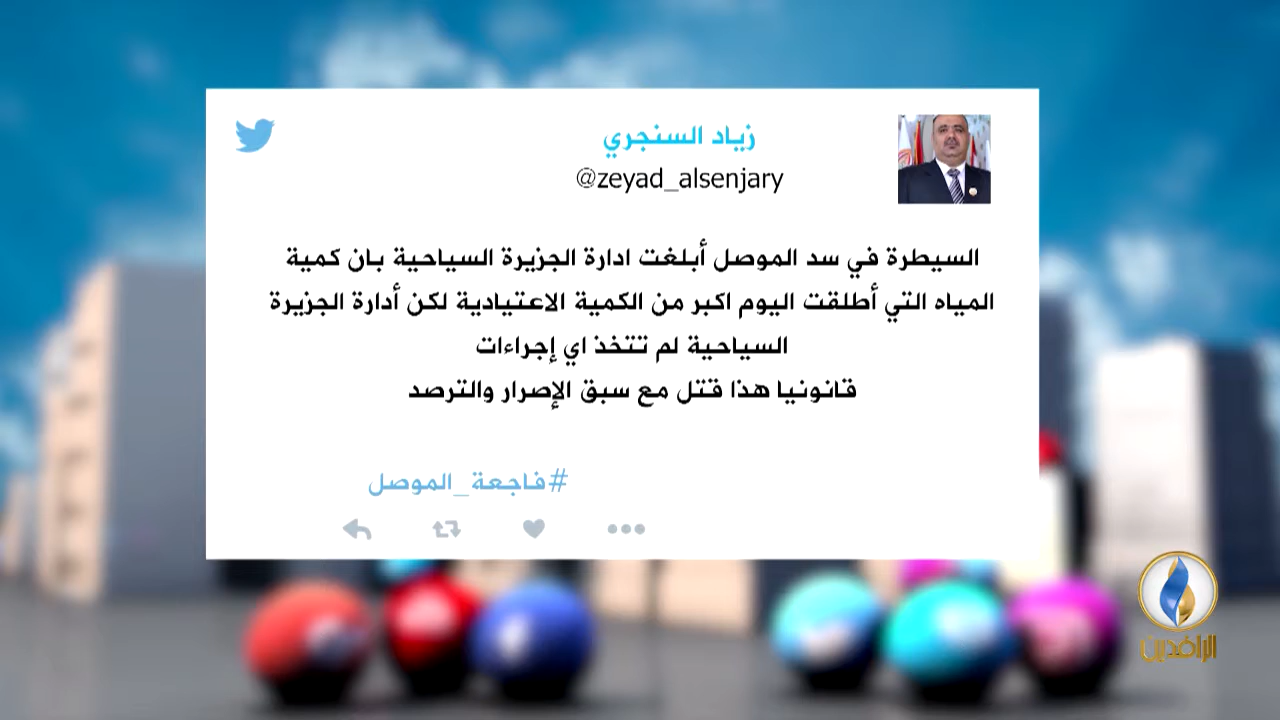 زياد السنجري
@zeyad_alsenjary
السيطرة في سد الموصل أبلغت ادارة الجزيرة السياحية بان كمية
المياه التي أطلقت اليوم اكبر من الكمية الاعتيادية لكن أدارة الجزيرة
السياحية لم تتخذ اي إجراءات
قانونيا هذا قتل مع سبق الإصرار والترصد
#فاجعة_الموصل
الرافدين